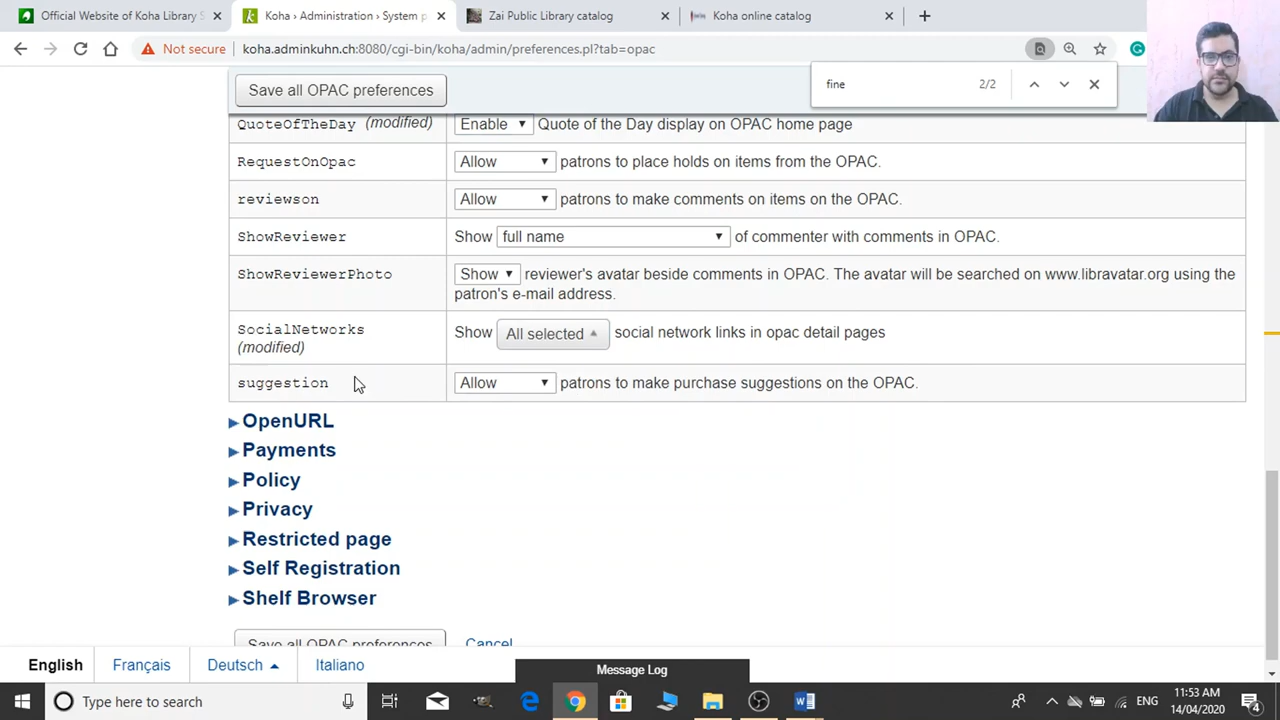 Official Website of Koha Library S
Koha › Administration › System p
Zai Public Library catalog
Koha online catalog
Not secure
koha.adminkuhn.ch:8080/cgi-bin/koha/admin/preferences.pl?tab=opac
fine
2/2
Save all OPAC preferences
QuoteOfTheDay (modified)
Enable
Quote of the Day display on OPAC home page
RequestOnOpac
Allow
patrons to place holds on items from the OPAC.
reviewson
Allow
patrons to make comments on items on the OPAC.
ShowReviewer
Show
full name
of commenter with comments in OPAC.
ShowReviewerPhoto
Show
reviewer's avatar beside comments in OPAC. The avatar will be searched on www.libravatar.org using the
patron's e-mail address.
SocialNetworks
(modified)
Show
All selected
social network links in opac detail pages
suggestion
Allow
patrons to make purchase suggestions on the OPAC.
OpenURL
Payments
Policy
Privacy
Restricted page
Self Registration
Shelf Browser
Save all OPAC preferences
Cancel
English
Français
Deutsch
Italiano
Message Log
Type here to search
ENG
11:53 AM
14/04/2020
4